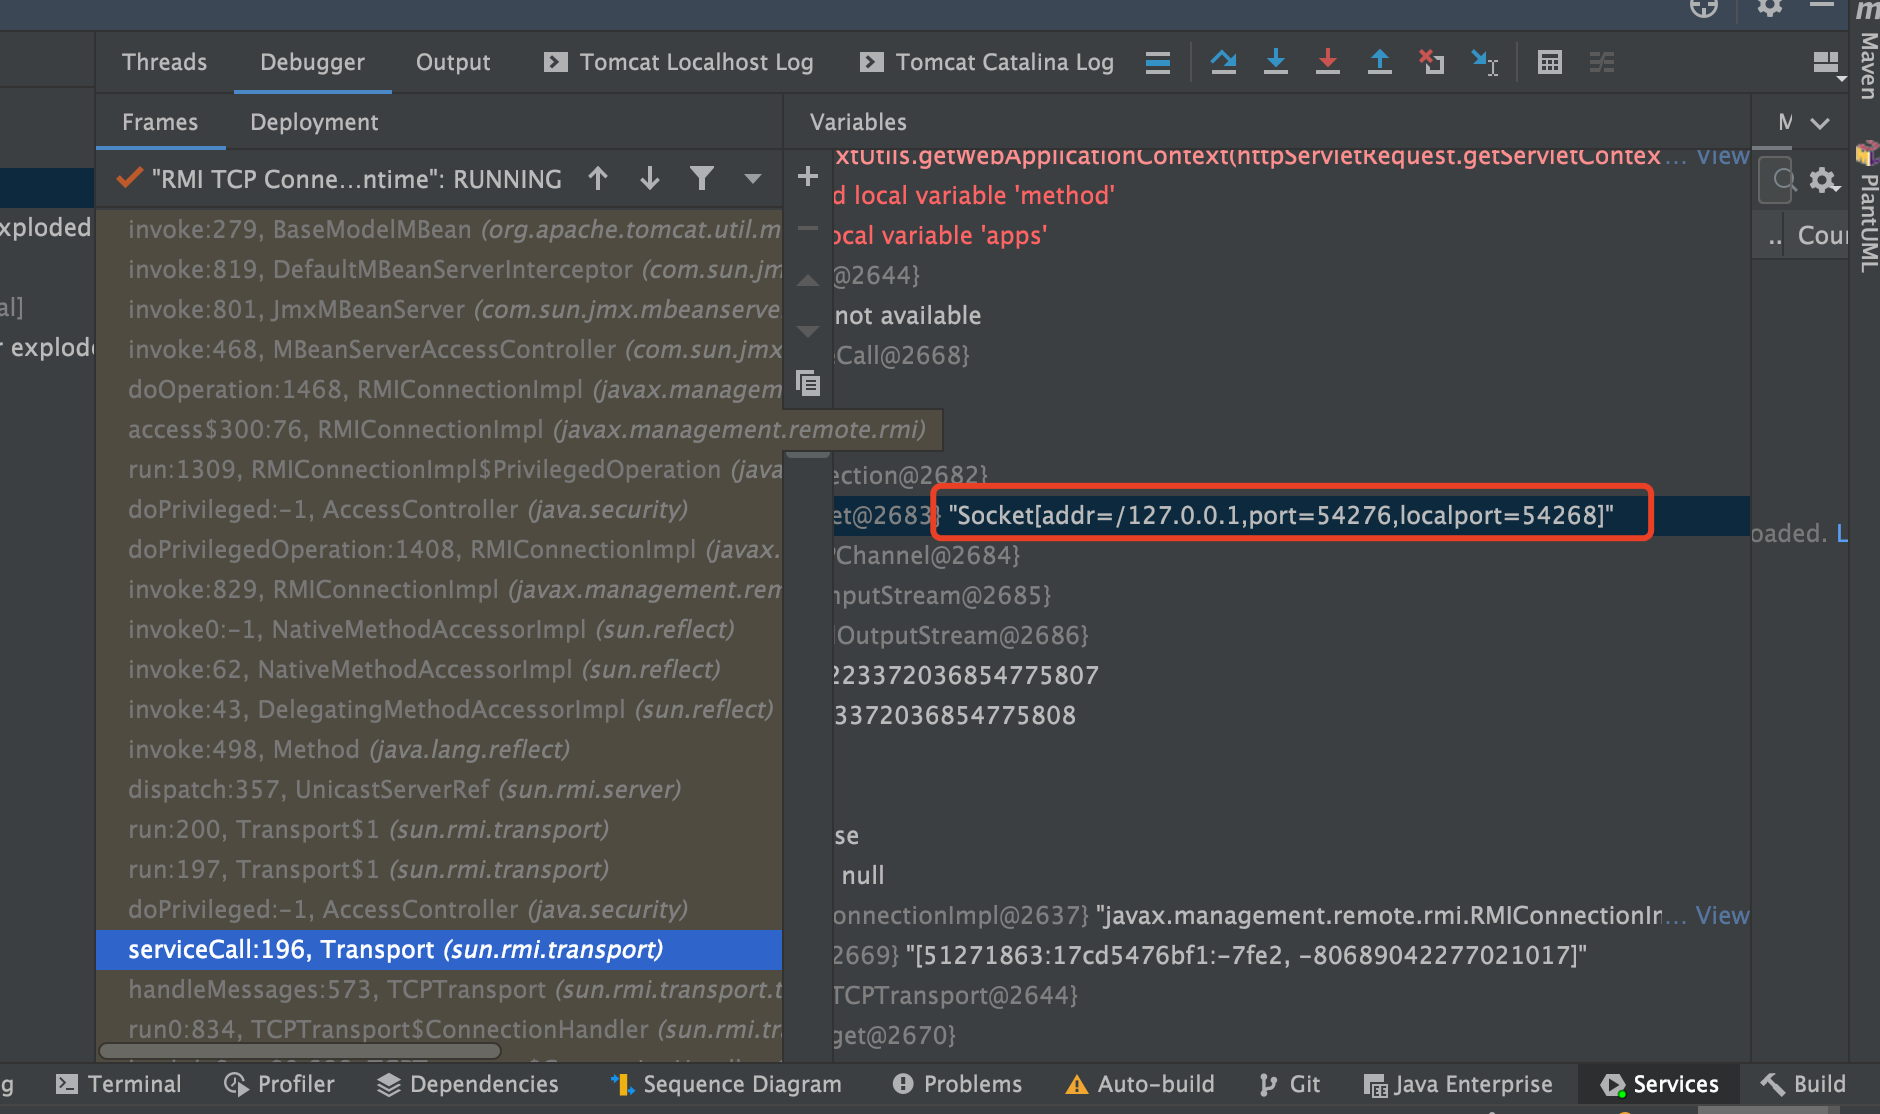 Threads Debugger Output Tomcat Localhost Log Tomcat Catalina Log
Frames Deployment
Variables
"RMI TCP Conne...ntime": RUNNING
xploded
al]
r explod
invoke:279, BaseModelMBean (org.apache.tomcat.util.m
invoke:819, DefaultMBeanServerInterceptor (com.sun.jm
invoke:801, JmxMBeanServer (com.sun.jmx.mbeanserve
invoke:468, MBeanServerAccessController (com.sun.jmx
doOperation:1468, RMIConnectionImpl (javax.managem
access$300:76, RMIConnectionImpl (javax.management.remote.rmi)
run:1309, RMIConnectionImpl$PrivilegedOperation (java
doPrivileged:-1, AccessController (java.security)
doPrivilegedOperation:1408, RMIConnectionImpl (javax.
invoke:829, RMIConnectionImpl (javax.management.rem
invoke0:-1, NativeMethodAccessorImpl (sun.reflect)
invoke:62, NativeMethodAccessorImpl (sun.reflect)
invoke:43, DelegatingMethodAccessorImpl (sun.reflect)
invoke:498, Method (java.lang.reflect)
dispatch:357, UnicastServerRef (sun.rmi.server)
run:200, Transport$1 (sun.rmi.transport)
run:197, Transport$1 (sun.rmi.transport)
doPrivileged:-1, AccessController (java.security)
serviceCall:196, Transport (sun.rmi.transport)
handleMessages:573, TCPTransport (sun.rmi.transport.t
run0:834, TCPTransport$ConnectionHandler (sun.rmi.tr
xtUtils.getWebApplicationContext(httpServletRequest.getServletContex... View
d local variable 'method'
ocal variable 'apps'
@2644}
not available
Call@2668}
ection@2682}
et@2683} "Socket[addr=/127.0.0.1,port=54276,localport=54268]"
Channel@2684}
nputStream@2685}
OutputStream@2686}
223372036854775807
3372036854775808
se
null
onnectionImpl@2637} "javax.management.remote.rmi.RMIConnectionIr... View
2669} "[51271863:17cd5476bf1:-7fe2, -80689042277021017]"
TCPTransport@2644}
get@2670}
M
.. Cour
oaded. L
Maven
PlantUML
g Terminal Profiler Dependencies Sequence Diagram Problems Auto-build Git Java Enterprise Services Build